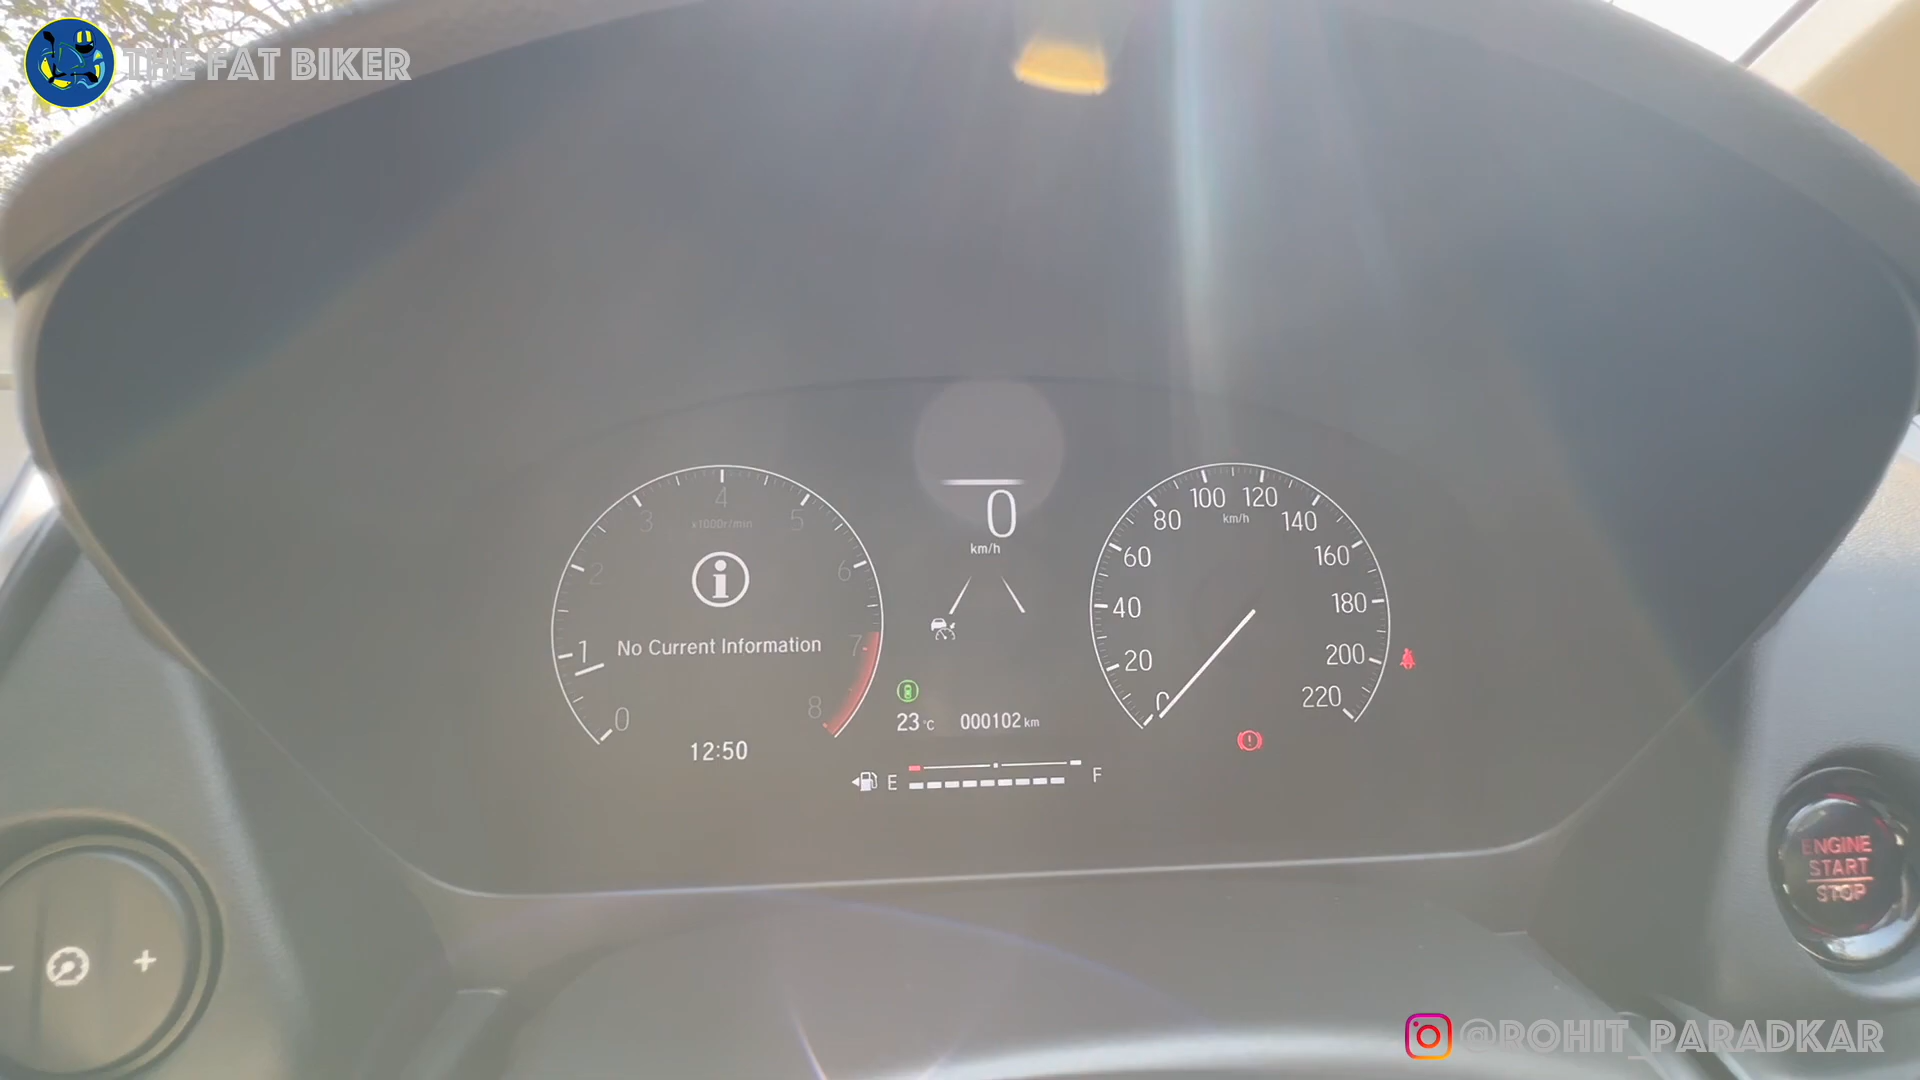 THE FAT BIKER
4
3
5
x1000r/min
2
6
1
No Current Information
7
0
8
12:50
0
km/h
23 °C
000102 km
E
F
100
120
80
km/h
140
60
160
40
180
20
200
0
220
ENGINE
START
STOP
- +
@ROHIT_PARADKAR